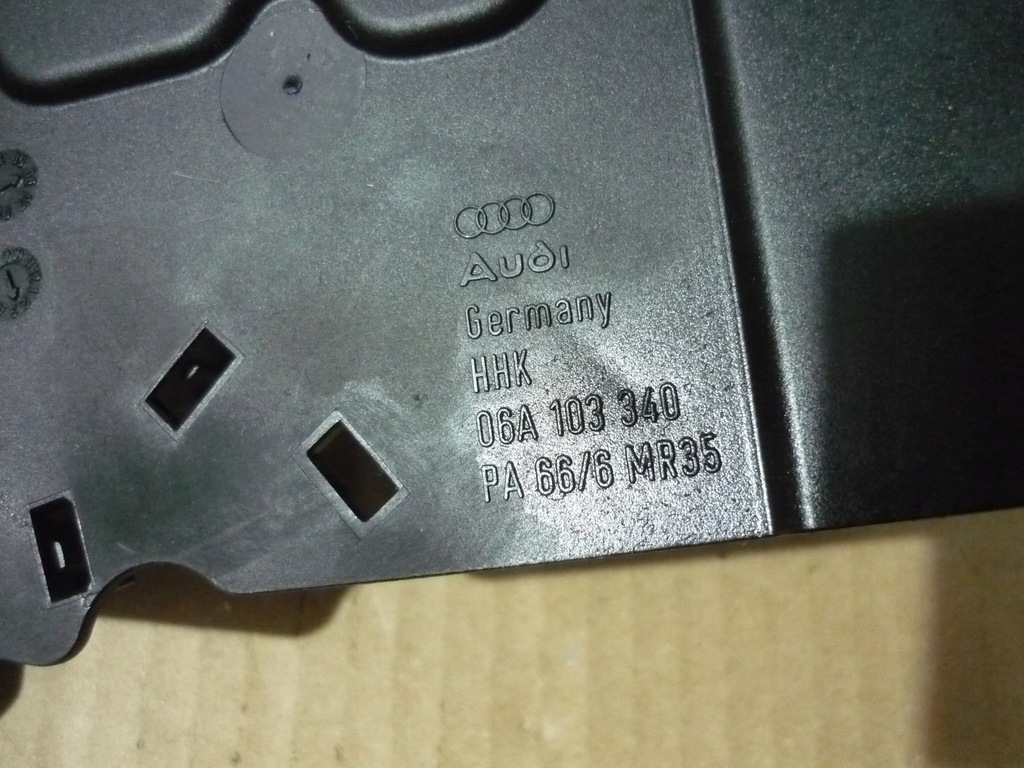 Audi
Germany
HHK
06A 103 340
PA 66/6 MR35